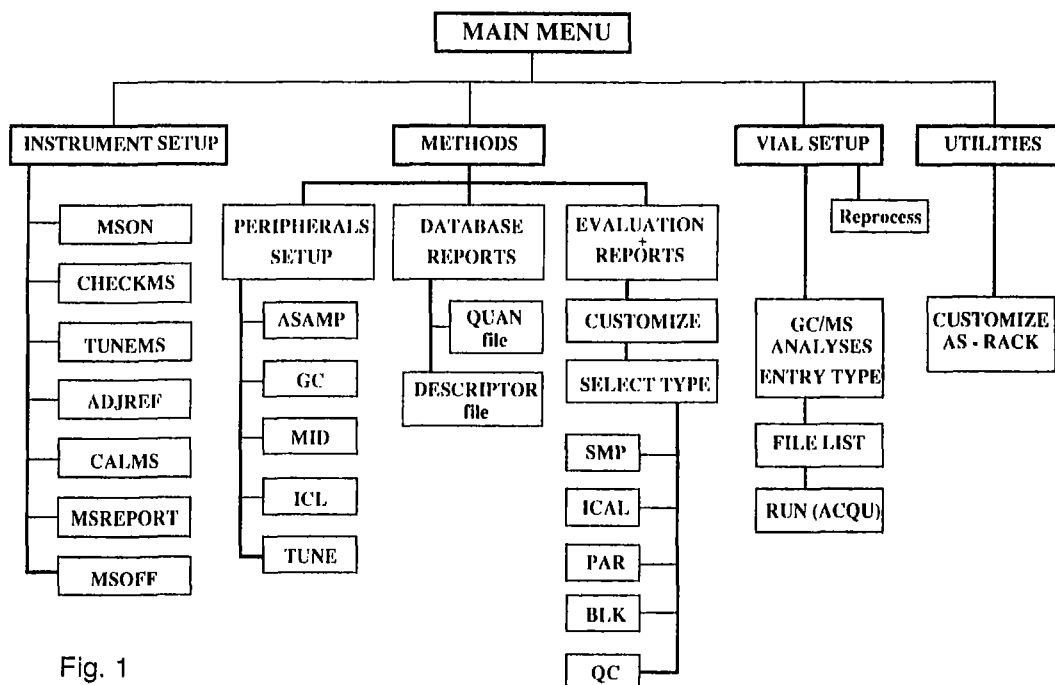 MAIN MENU
INSTRUMENT SETUP
METHODS
VIAL SETUP
UTILITIES
MSON
CHECKMS
TUNEMS
ADJREF
CALMS
MSREPORT
MSOFF
PERIPHERALS
SETUP
ASAMP
GC
MID
ICL
TUNE
DATABASE
REPORTS
QUAN
file
DESCRIPTOR
file
EVALUATION
+
REPORTS
CUSTOMIZE
SELECT TYPE
SMP
ICAL
PAR
BLK
QC
Reprocess
GC/MS
ANALYSES
ENTRY TYPE
FILE LIST
RUN (ACQU)
CUSTOMIZE
AS - RACK
Fig. 1